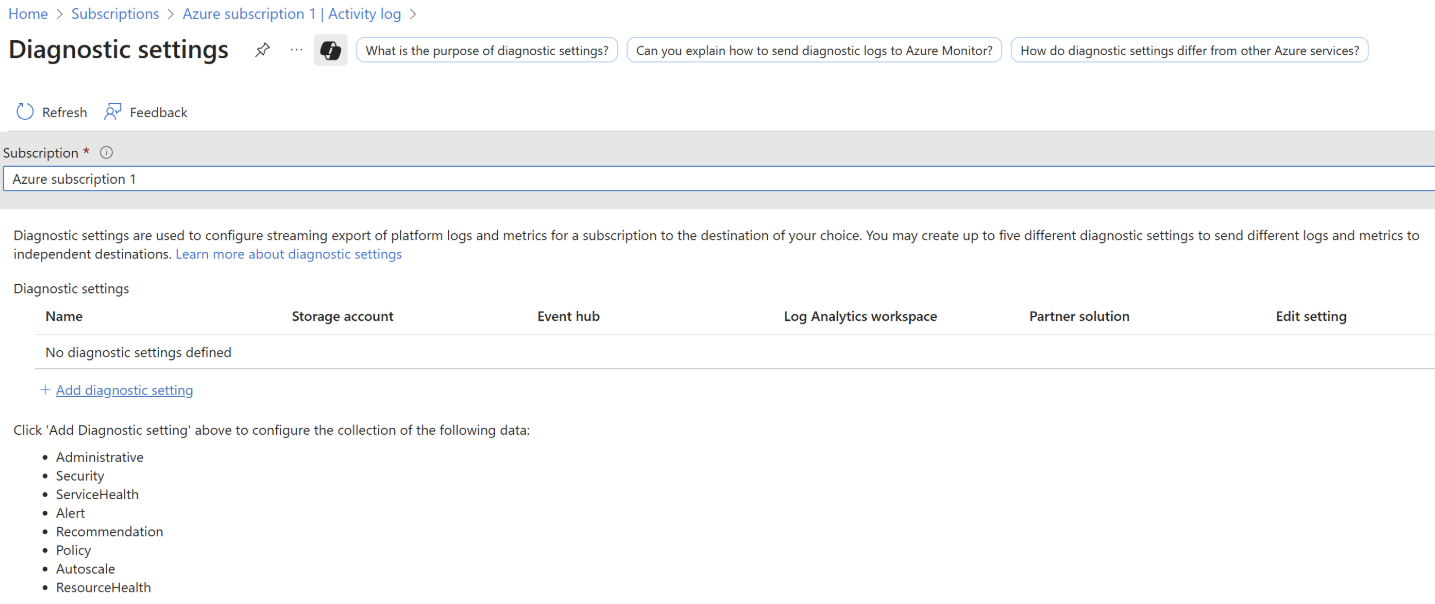 Home > Subscriptions > Azure subscription 1 | Activity log >
Diagnostic settings ... What is the purpose of diagnostic settings? Can you explain how to send diagnostic logs to Azure Monitor? How do diagnostic settings differ from other Azure services?
Refresh Feedback
Subscription *
Azure subscription 1
Diagnostic settings are used to configure streaming export of platform logs and metrics for a subscription to the destination of your choice. You may create up to five different diagnostic settings to send different logs and metrics to
independent destinations. Learn more about diagnostic settings
Diagnostic settings
Name Storage account Event hub Log Analytics workspace Partner solution Edit setting
No diagnostic settings defined
+ Add diagnostic setting
Click 'Add Diagnostic setting' above to configure the collection of the following data:
• Administrative
• Security
• ServiceHealth
• Alert
• Recommendation
• Policy
• Autoscale
• ResourceHealth